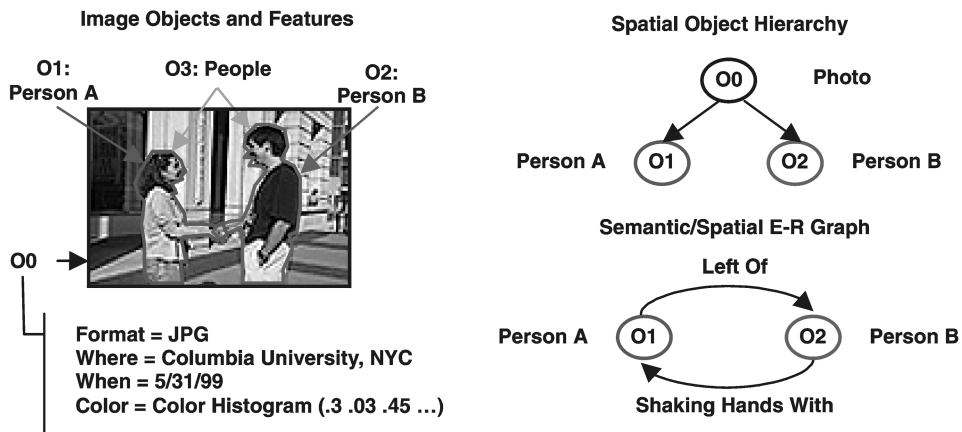 Image Objects and Features
O1:
Person A
O3: People
O2:
Person B
O0
Format = JPG
Where = Columbia University, NYC
When = 5/31/99
Color = Color Histogram (.3 .03 .45 ...)
Spatial Object Hierarchy
O0
Photo
Person A
O1
O2
Person B
Semantic/Spatial E-R Graph
Left Of
Person A
O1
O2
Person B
Shaking Hands With